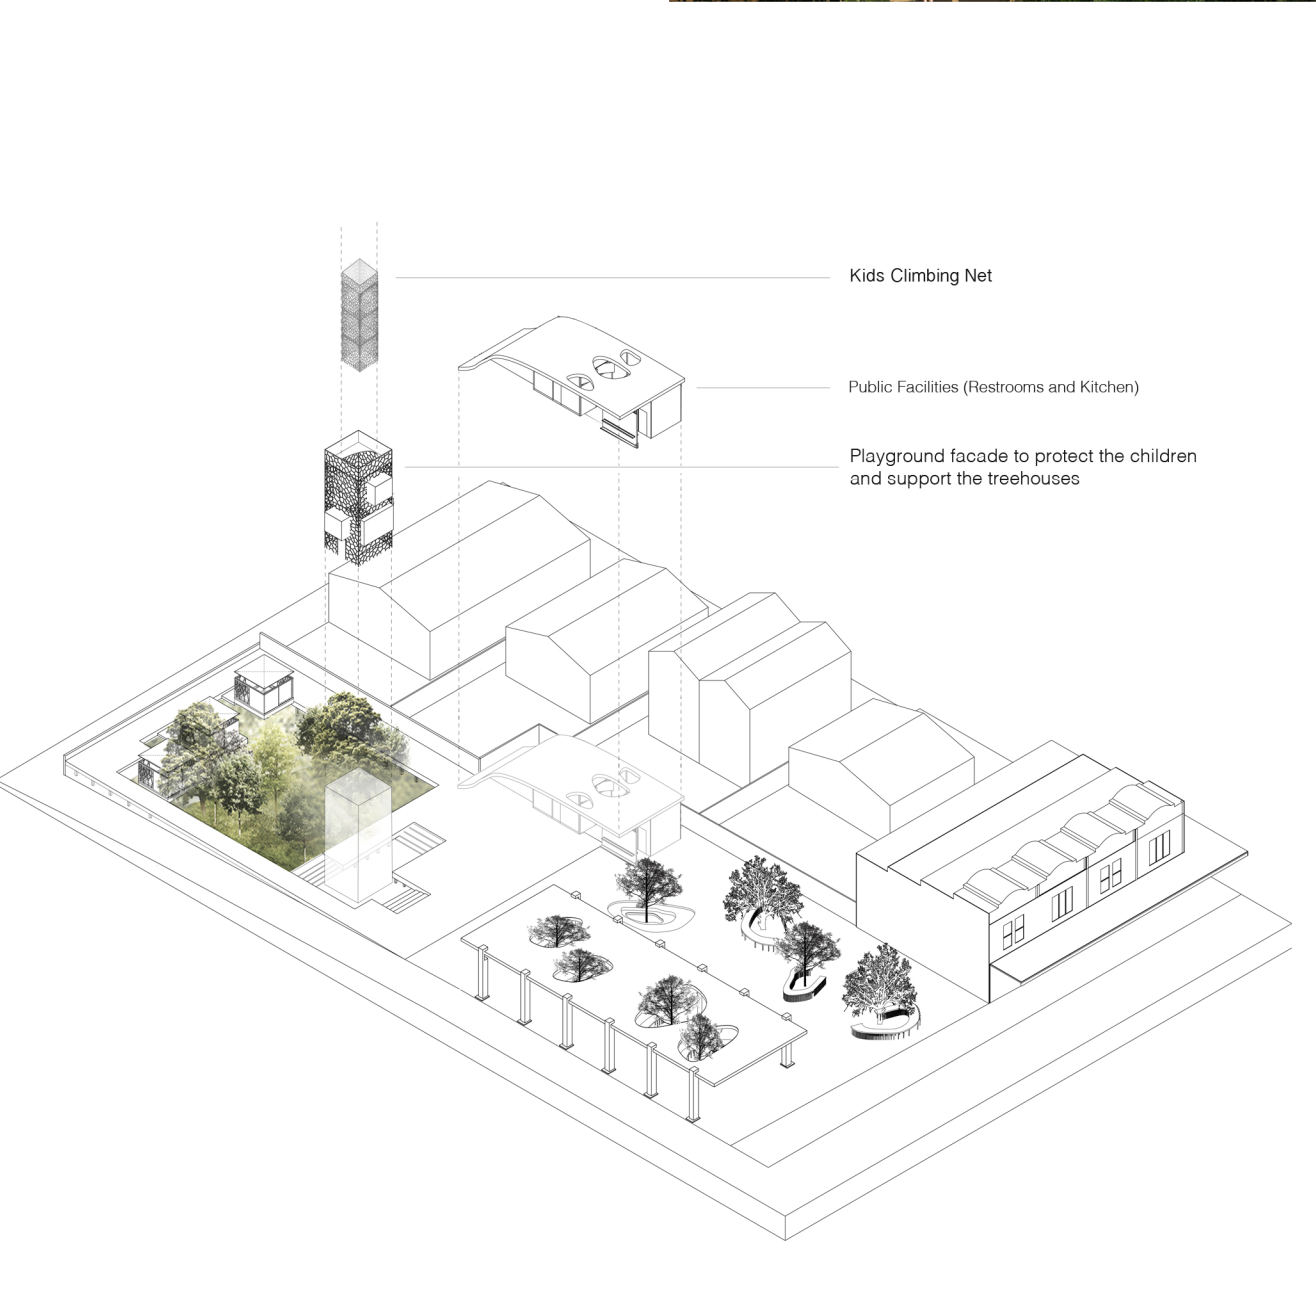 Kids Climbing Net
Public Facilities (Restrooms and Kitchen)
Playground facade to protect the children
and support the treehouses